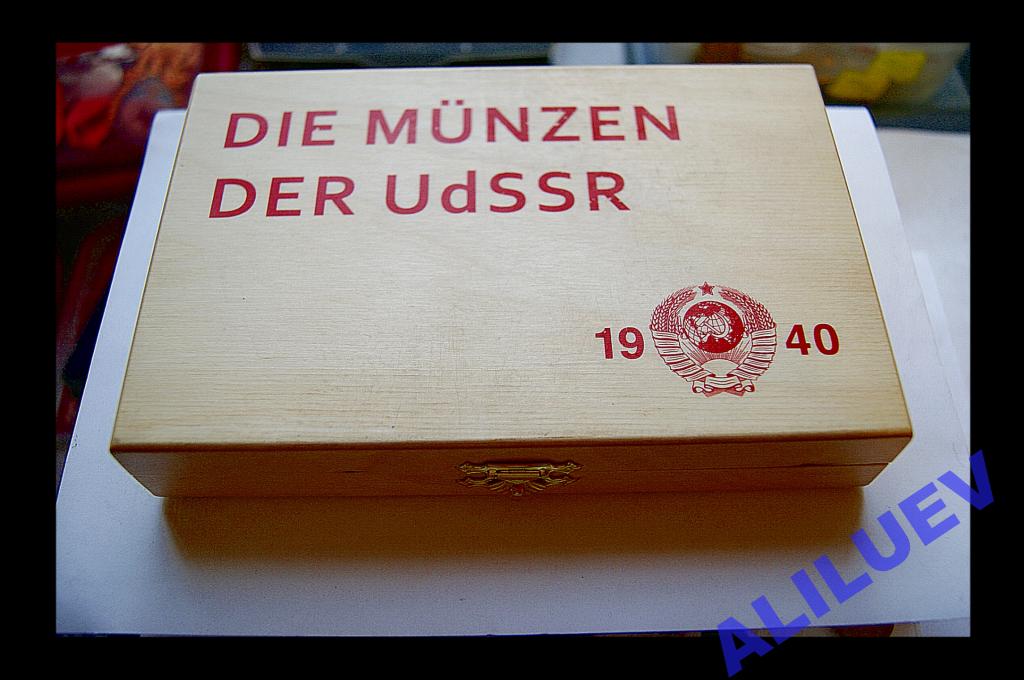 DIE MÜNZEN
DER UdSSR
19 40
ALILUEV